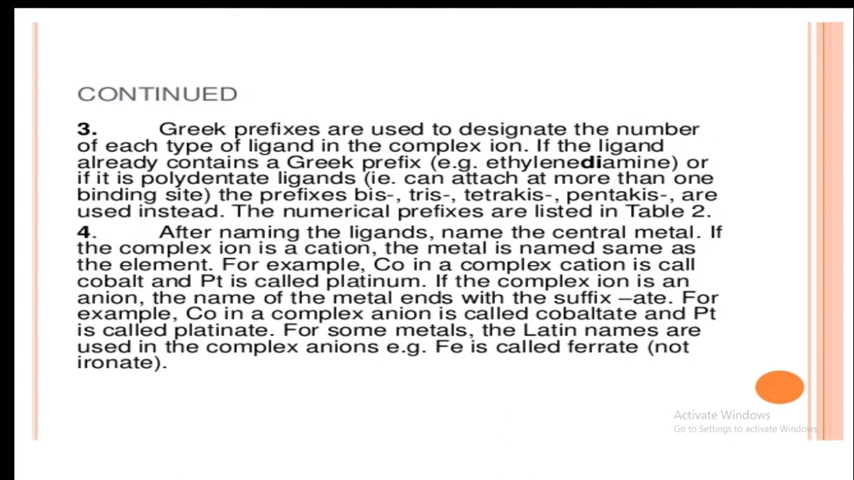 CONTINUED
3. Greek prefixes are used to designate the number
of each type of ligand in the complex ion. If the ligand
already contains a Greek prefix (e.g. ethylenediamine) or
if it is polydentate ligands (ie. can attach at more than one
binding site) the prefixes bis-, tris-, tetrakis-, pentakis-, are
used instead. The numerical prefixes are listed in Table 2.
4. After naming the ligands, name the central metal. If
the complex ion is a cation, the metal is named same as
the element. For example, Co in a complex cation is call
cobalt and Pt is called platinum. If the complex ion is an
anion, the name of the metal ends with the suffix –ate. For
example, Co in a complex anion is called cobaltate and Pt
is called platinate. For some metals, the Latin names are
used in the complex anions e.g. Fe is called ferrate (not
ironate).
Activate Windows
Go to Settings to activate Windows.